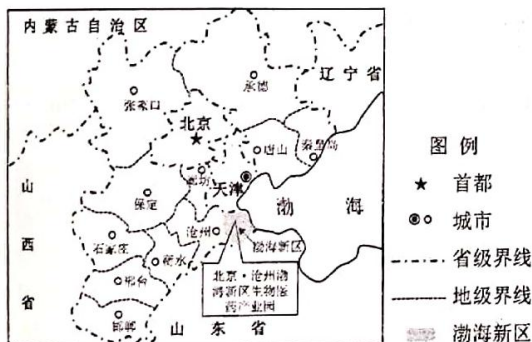 内蒙古自治区
辽宁省
承德
张家口
北京
唐山
秦皇岛
廊坊
天津
渤海
保定
山西省
沧州
渤海新区
石家庄
衡水
北京·沧州渤
海新区生物医
药产业园
邢台
邯郸
山东省
图例
首都
城市
省级界线
地级界线
渤海新区